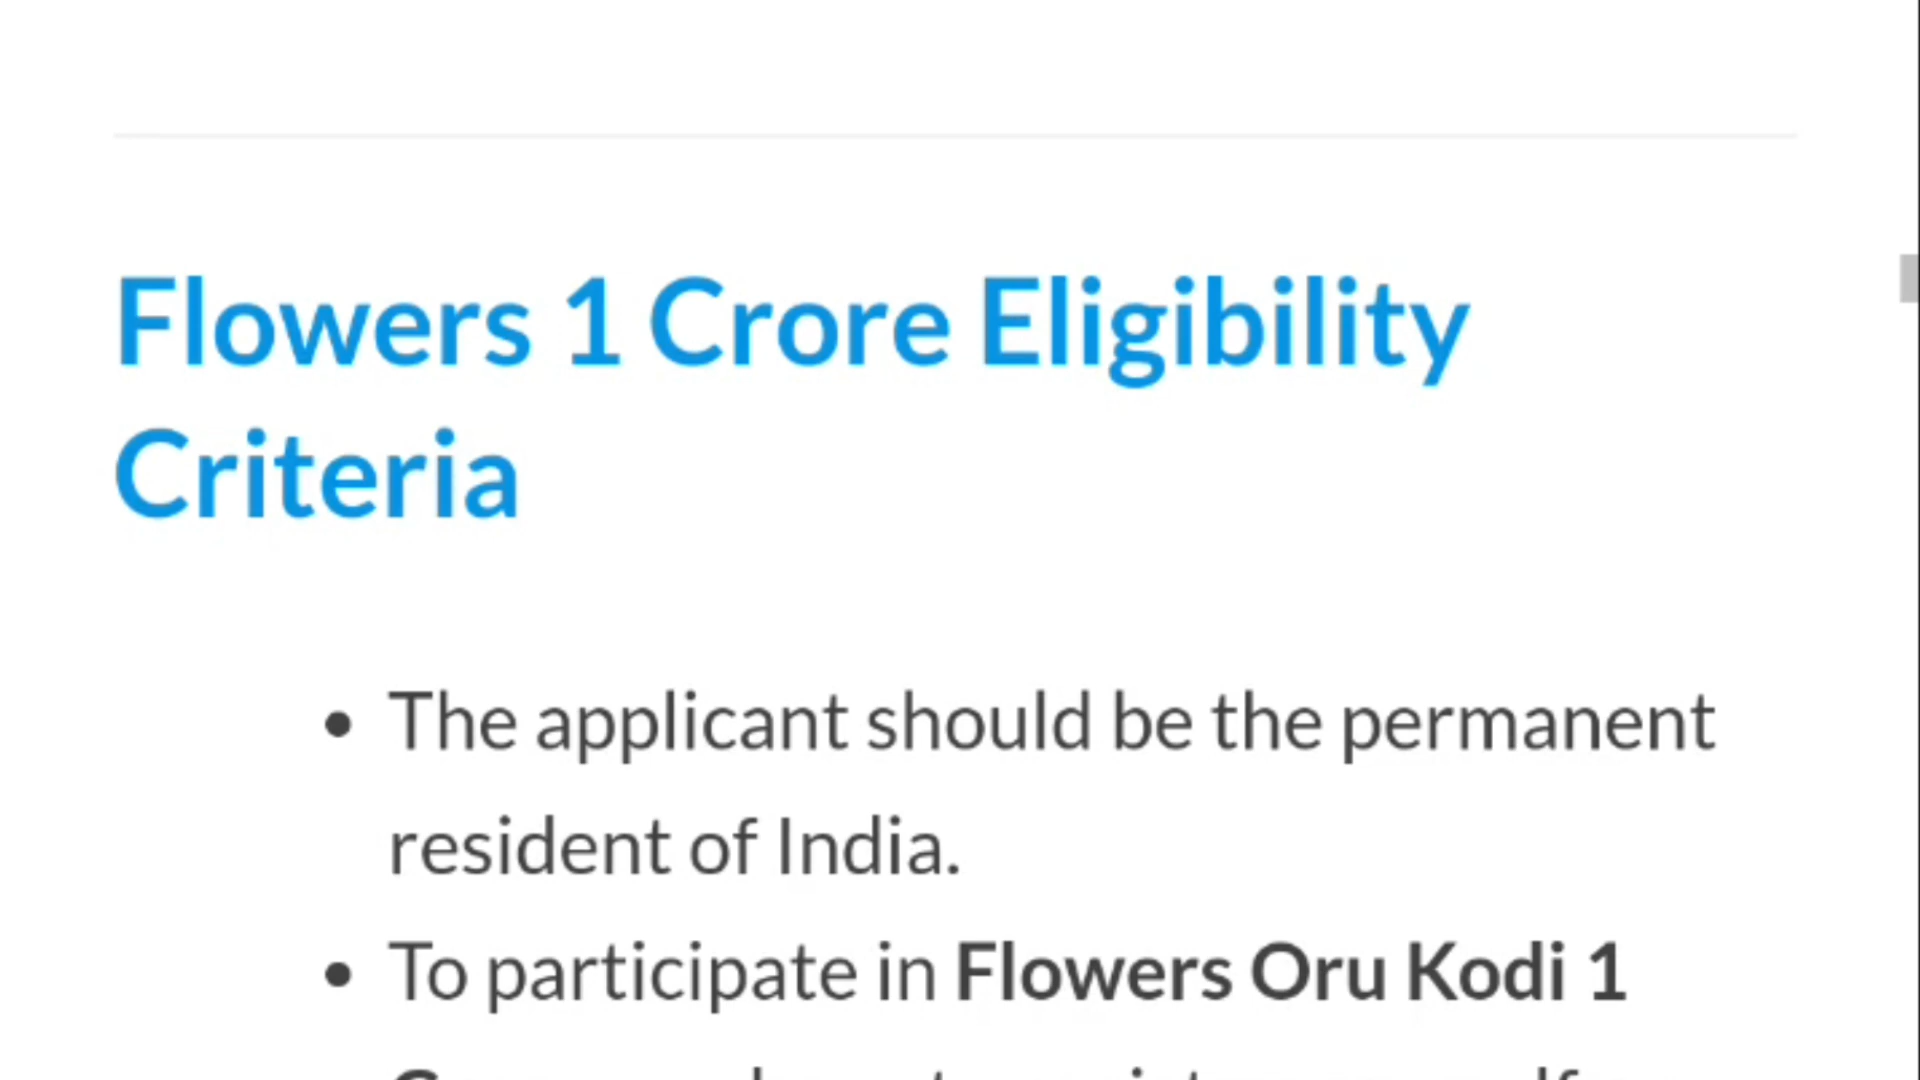 Flowers 1 Crore Eligibility
Criteria
• The applicant should be the permanent
resident of India.
• To participate in Flowers Oru Kodi 1